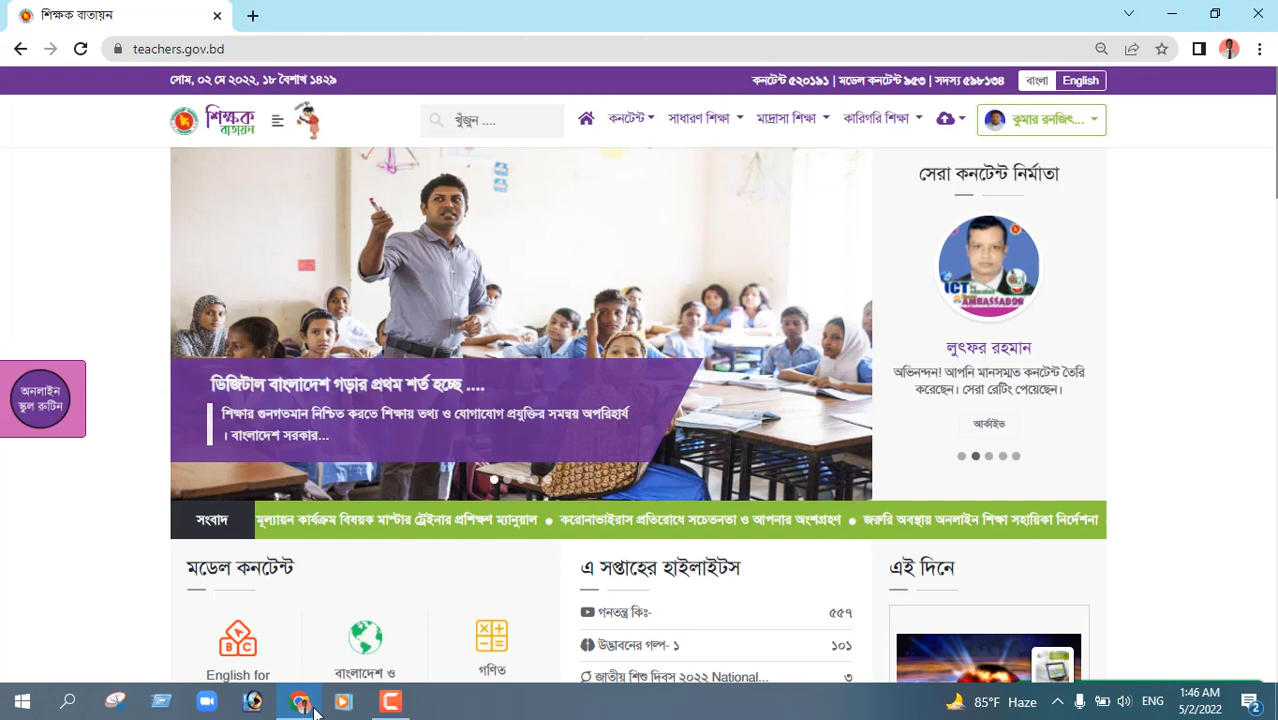 শিক্ষক বাতায়ন
teachers.gov.bd
সোম, ০২ মে ২০২২, ১৮ বৈশাখ ১৪২৯
কনটেন্ট ৫২০১৯১ | মডেল কনটেন্ট ৯৫৩ | সদস্য ৫৯৮১৩৪
বাংলা English
শিক্ষক
বাতায়ন
খুঁজুন ....
কনটেন্ট সাধারণ শিক্ষা মাদ্রাসা শিক্ষা কারিগরি শিক্ষা
কুমার রনজিৎ...
সেরা কনটেন্ট নির্মাতা
ICT
AMBASSADOR
লুৎফর রহমান
অভিনন্দন! আপনি মানসম্মত কনটেন্ট তৈরি
করেছেন। সেরা রেটিং পেয়েছেন।
আর্কাইভ
অনলাইন
স্কুল রুটিন
ডিজিটাল বাংলাদেশ গড়ার প্রথম শর্ত হচ্ছে ....
শিক্ষার গুনগতমান নিশ্চিত করতে শিক্ষায় তথ্য ও যোগাযোগ প্রযুক্তির সমন্বয় অপরিহার্য
। বাংলাদেশ সরকার...
সংবাদ
মূল্যায়ন কার্যক্রম বিষয়ক মাস্টার ট্রেইনার প্রশিক্ষণ ম্যানুয়াল ● করোনাভাইরাস প্রতিরোধে সচেতনতা ও আপনার অংশগ্রহণ ● জরুরি অবস্থায় অনলাইন শিক্ষা সহায়িকা নির্দেশনা
মডেল কনটেন্ট
English for
বাংলাদেশ ও
গণিত
এ সপ্তাহের হাইলাইটস
গনতন্ত্র কিঃ- ৫৫৭
উদ্ভাবনের গল্প- ১ ১০১
জাতীয় শিশু দিবস ২০২২ National... ৩
এই দিনে
85°F Haze
ENG
1:46 AM
5/2/2022
2